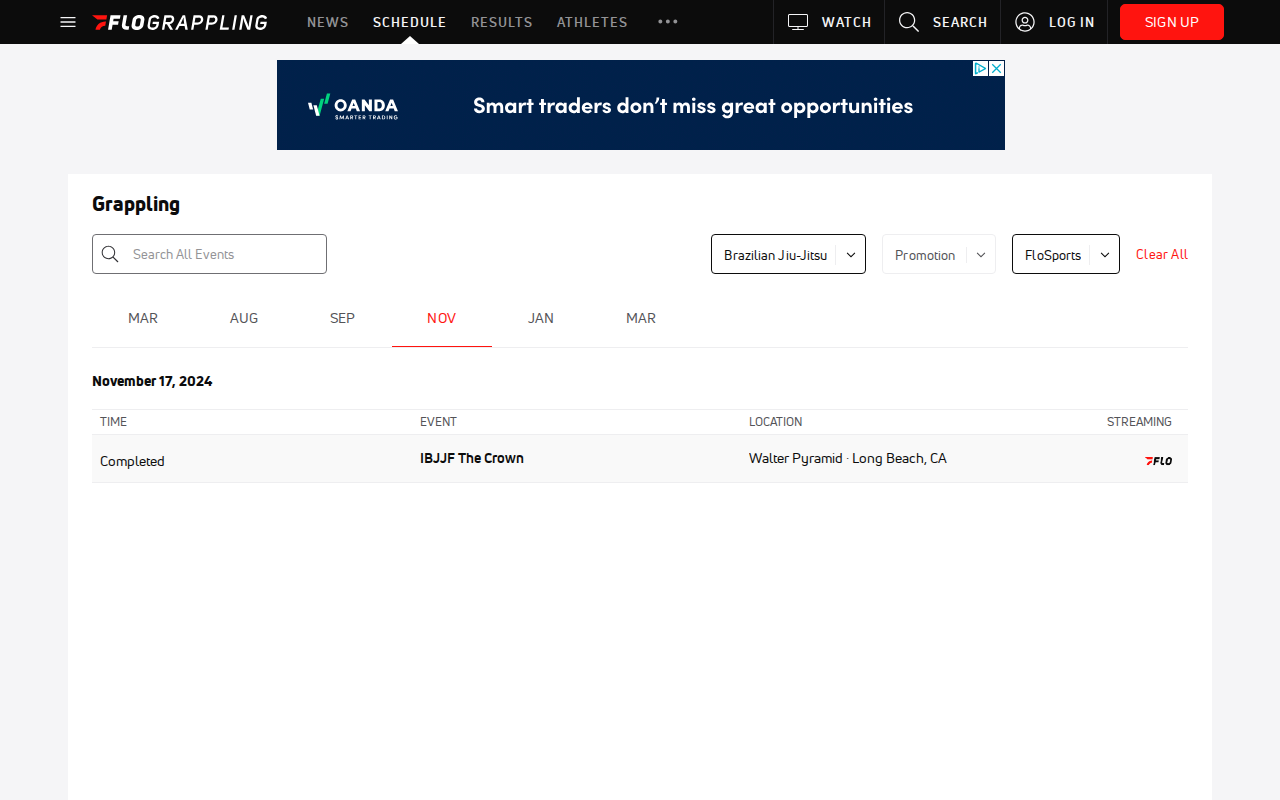 FLOGRAPPLING NEWS SCHEDULE RESULTS ATHLETES WATCH SEARCH LOG IN SIGN UP
OANDA
SMARTER TRADING
Smart traders don't miss great opportunities
Grappling
Search All Events Brazilian Jiu-Jitsu Promotion FloSports Clear All
MAR AUG SEP NOV JAN MAR
November 17, 2024
TIME EVENT LOCATION STREAMING
Completed IBJJF The Crown Walter Pyramid · Long Beach, CA FLO